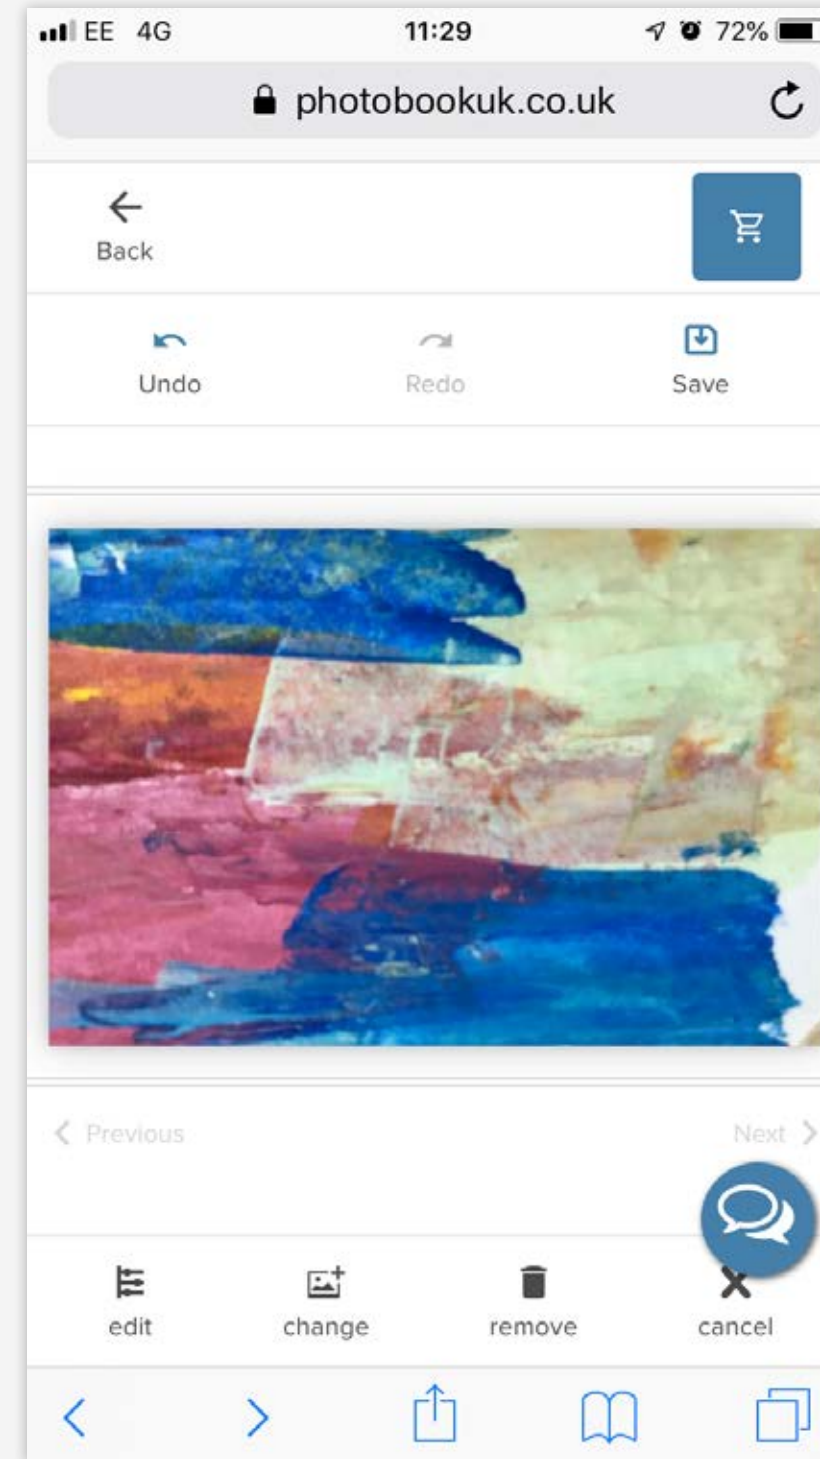 EE 4G 11:29 72%
photobookuk.co.uk
Back
Undo Redo Save
Previous Next
edit change remove cancel